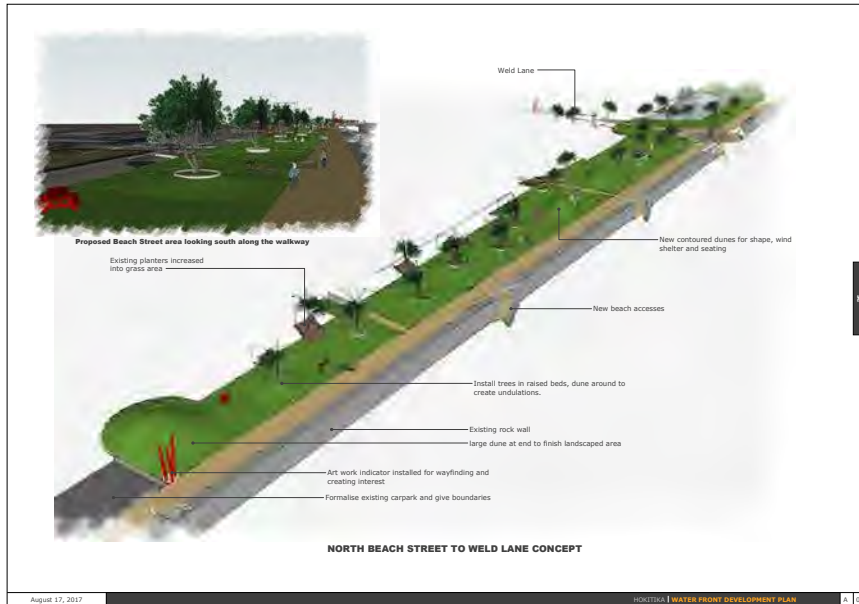 Weld Lane
Proposed Beach Street area looking south along the walkway
Existing planters increased
into grass area
New contoured dunes for shape, wind
shelter and seating
New beach accesses
Install trees in raised beds, dune around to
create undulations.
Existing rock wall
large dune at end to finish landscaped area
Art work indicator installed for wayfinding and
creating interest
Formalise existing carpark and give boundaries
NORTH BEACH STREET TO WELD LANE CONCEPT
August 17, 2017
HOKITIKA | WATER FRONT DEVELOPMENT PLAN
A